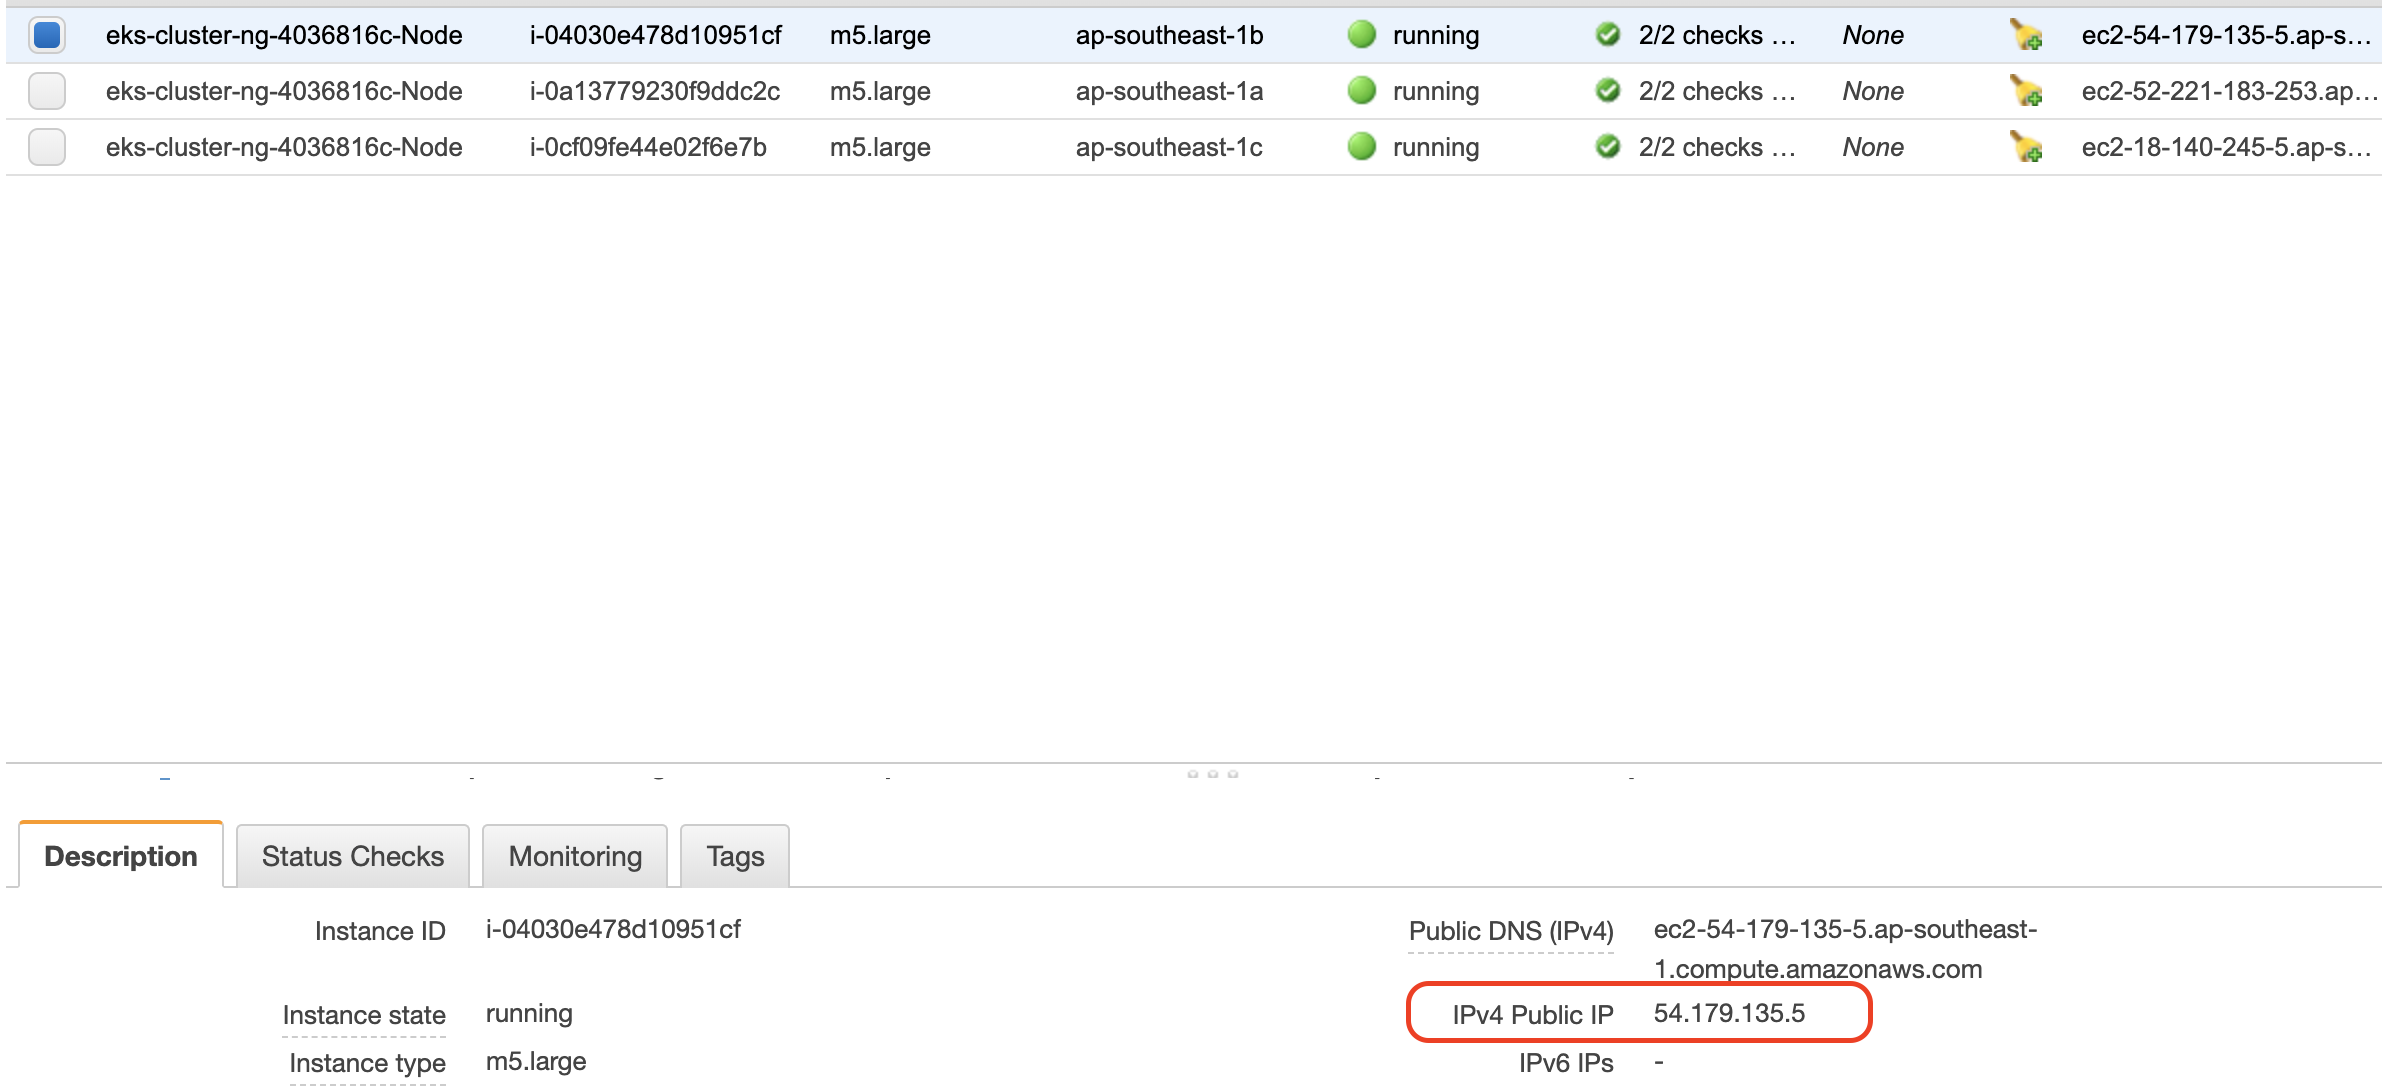 eks-cluster-ng-4036816c-Node i-04030e478d10951cf m5.large ap-southeast-1b running 2/2 checks … None ec2-54-179-135-5.ap-s…
eks-cluster-ng-4036816c-Node i-0a13779230f9ddc2c m5.large ap-southeast-1a running 2/2 checks … None ec2-52-221-183-253.ap…
eks-cluster-ng-4036816c-Node i-0cf09fe44e02f6e7b m5.large ap-southeast-1c running 2/2 checks … None ec2-18-140-245-5.ap-s…
Description Status Checks Monitoring Tags
Instance ID i-04030e478d10951cf Public DNS (IPv4) ec2-54-179-135-5.ap-southeast-
1.compute.amazonaws.com
Instance state running IPv4 Public IP 54.179.135.5
Instance type m5.large IPv6 IPs -